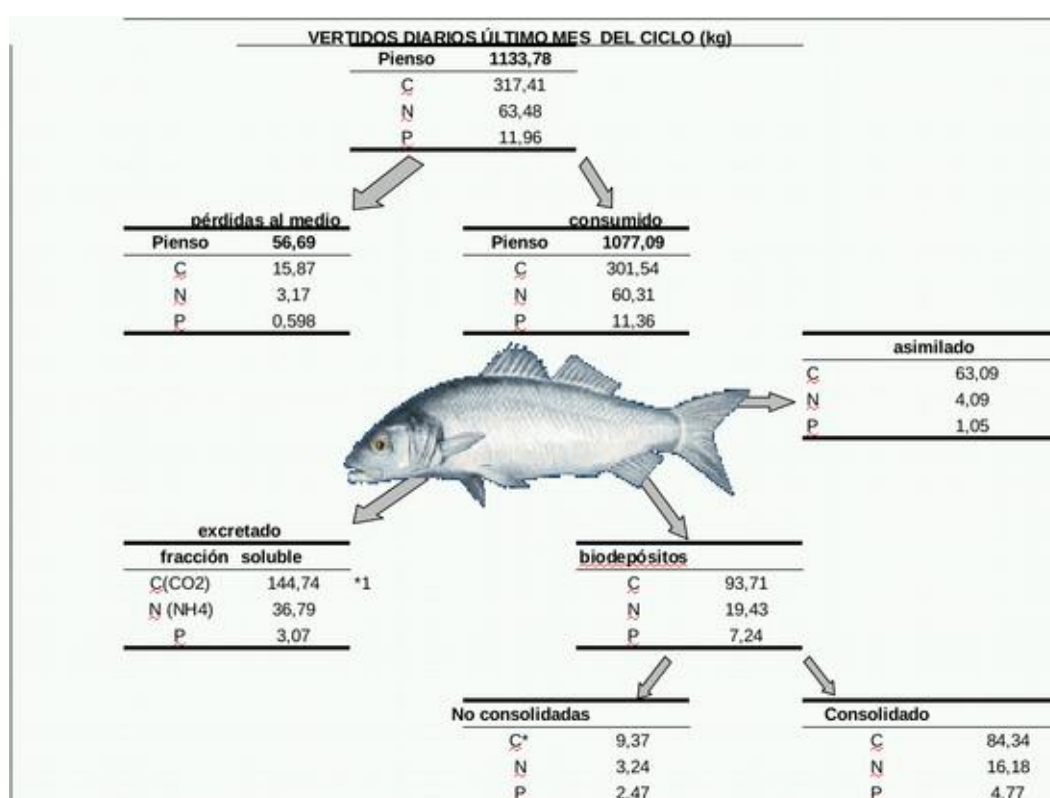 VERTIDOS DIARIOS ÚLTIMO MES DEL CICLO (kg)
Pienso 1133,78
C 317,41
N 63,48
P 11,96
pérdidas al medio
Pienso 56,69
C 15,87
N 3,17
P 0,598
consumido
Pienso 1077,09
C 301,54
N 60,31
P 11,36
asimilado
C 63,09
N 4,09
P 1,05
excretado
fracción soluble
C(CO2) 144,74 *1
N (NH4) 36,79
P 3,07
biodepósitos
C 93,71
N 19,43
P 7,24
No consolidadas
C* 9,37
N 3,24
P 2,47
Consolidado
C 84,34
N 16,18
P 4,77